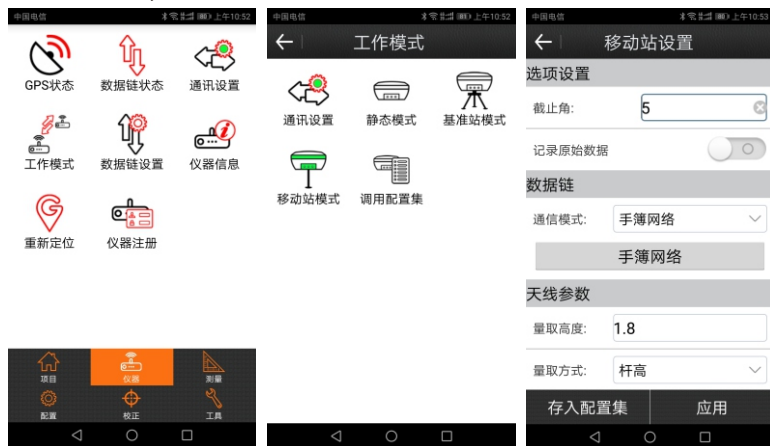 中国电信
上午10:52
GPS状态
数据链状态
通讯设置
工作模式
数据链设置
仪器信息
重新定位
仪器注册
项目
仪器
测量
配置
校正
工具
中国电信
上午10:52
工作模式
通讯设置
静态模式
基准站模式
移动站模式
调用配置集
中国电信
上午10:53
移动站设置
选项设置
截止角:
5
记录原始数据
数据链
通信模式:
手簿网络
手簿网络
天线参数
量取高度:
1.8
量取方式:
杆高
存入配置集
应用